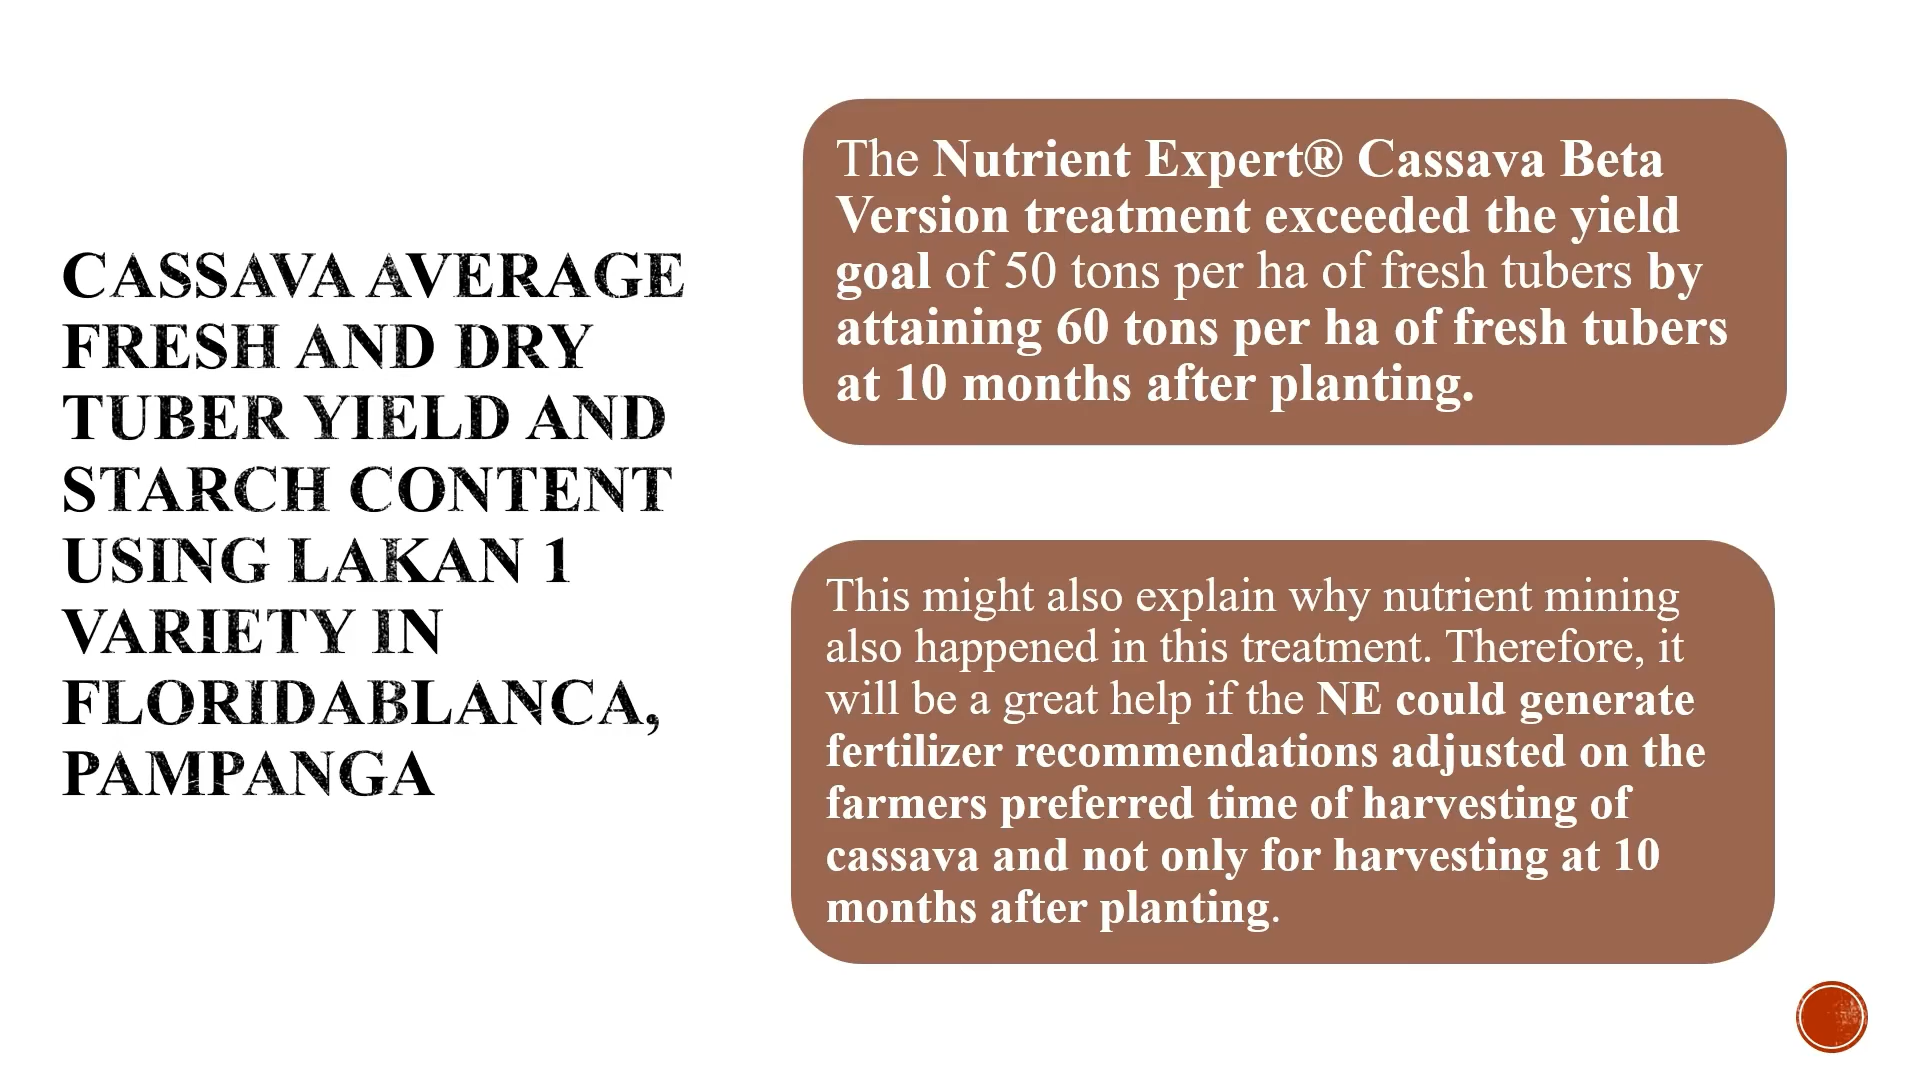 CASSAVA AVERAGE
FRESH AND DRY
TUBER YIELD AND
STARCH CONTENT
USING LAKAN 1
VARIETY IN
FLORIDABLANCA,
PAMPANGA
The Nutrient Expert® Cassava Beta
Version treatment exceeded the yield
goal of 50 tons per ha of fresh tubers by
attaining 60 tons per ha of fresh tubers
at 10 months after planting.
This might also explain why nutrient mining
also happened in this treatment. Therefore, it
will be a great help if the NE could generate
fertilizer recommendations adjusted on the
farmers preferred time of harvesting of
cassava and not only for harvesting at 10
months after planting.